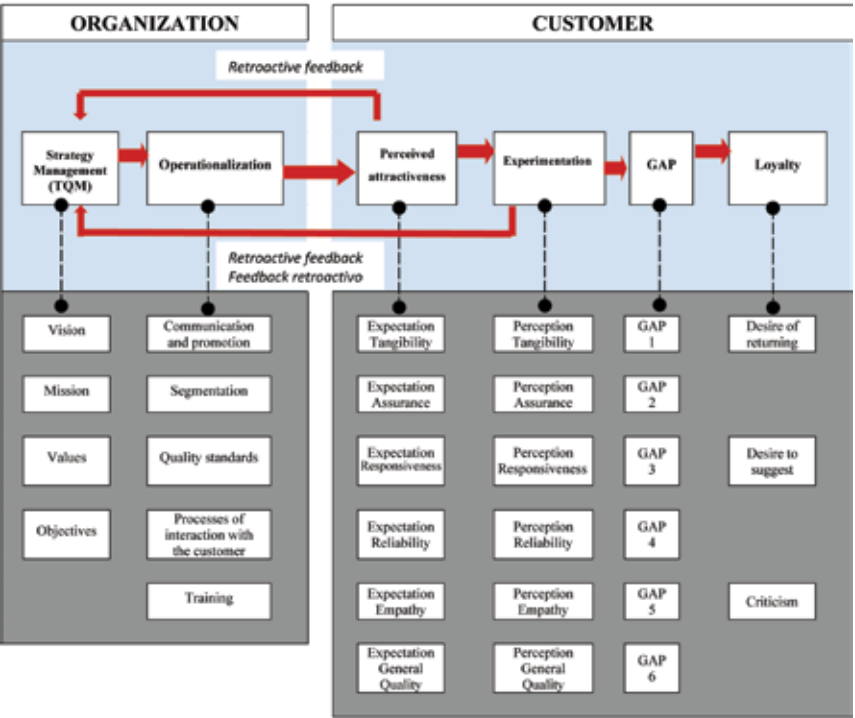 ORGANIZATION
CUSTOMER
Retroactive feedback
Strategy
Management
(TQM)
Operationalization
Perceived
attractiveness
Experimentation
GAP
Loyalty
Retroactive feedback
Feedback retroactivo
Vision
Communication
and promotion
Expectation
Tangibility
Perception
Tangibility
GAP
1
Desire of
returning
Mission
Segmentation
Expectation
Assurance
Perception
Assurance
GAP
2
Values
Quality standards
Expectation
Responsiveness
Perception
Responsiveness
GAP
3
Desire to
suggest
Objectives
Processes of
interaction with
the customer
Expectation
Reliability
Perception
Reliability
GAP
4
Training
Expectation
Empathy
Perception
Empathy
GAP
5
Criticism
Expectation
General
Quality
Perception
General
Quality
GAP
6